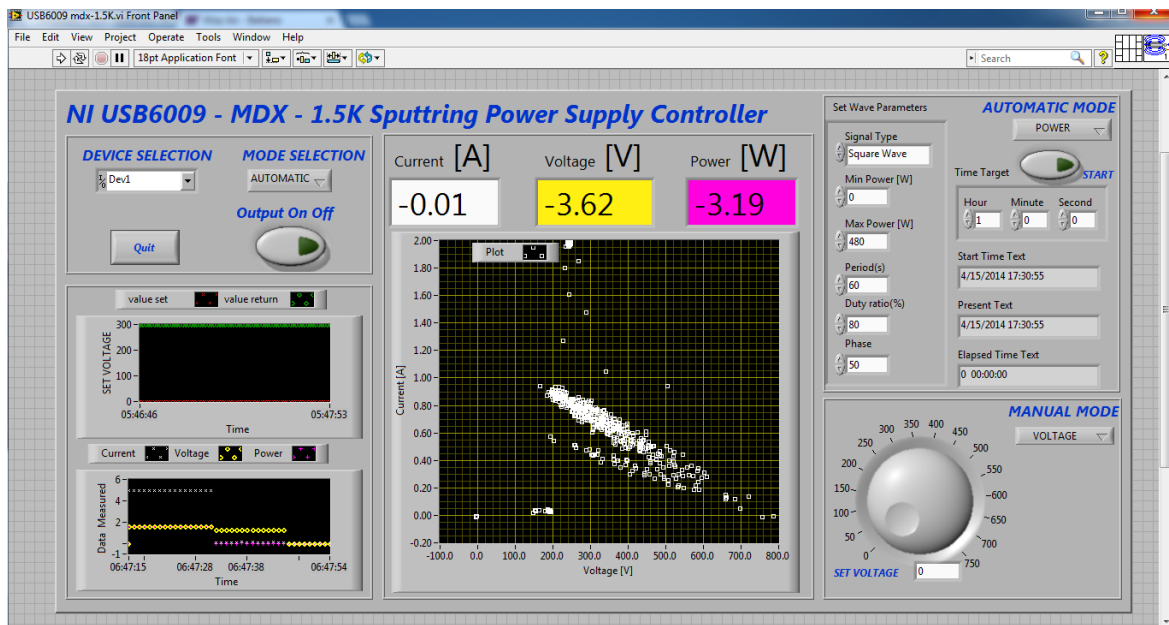 USB6009 mdx-1.5K.vi Front Panel
File Edit View Project Operate Tools Window Help
18pt Application Font
Search
NI USB6009 - MDX - 1.5K Sputtring Power Supply Controller
DEVICE SELECTION
MODE SELECTION
Dev1
AUTOMATIC
Output On Off
Quit
value set value return
SET VOLTAGE
300
200
100
0
05:46:46 05:47:53
Time
Current Voltage Power
Data Measured
6
4
2
-1
06:47:15 06:47:28 06:47:38 06:47:54
Time
Current [A] Voltage [V] Power [W]
-0.01 -3.62 -3.19
Plot
Current [A]
2.00
1.80
1.60
1.40
1.20
1.00
0.80
0.60
0.40
0.20
0.00
-0.20
-100.0 0.0 100.0 200.0 300.0 400.0 500.0 600.0 700.0 800.0
Voltage [V]
Set Wave Parameters
Signal Type
Square Wave
Min Power [W]
0
Max Power [W]
480
Period(s)
60
Duty ratio(%)
80
Phase
50
AUTOMATIC MODE
POWER
Time Target
START
Hour Minute Second
1 0 0
Start Time Text
4/15/2014 17:30:55
Present Text
4/15/2014 17:30:55
Elapsed Time Text
0 00:00:00
MANUAL MODE
VOLTAGE
0
50
100
150
200
250
300
350
400
450
500
550
600
650
700
750
SET VOLTAGE 0